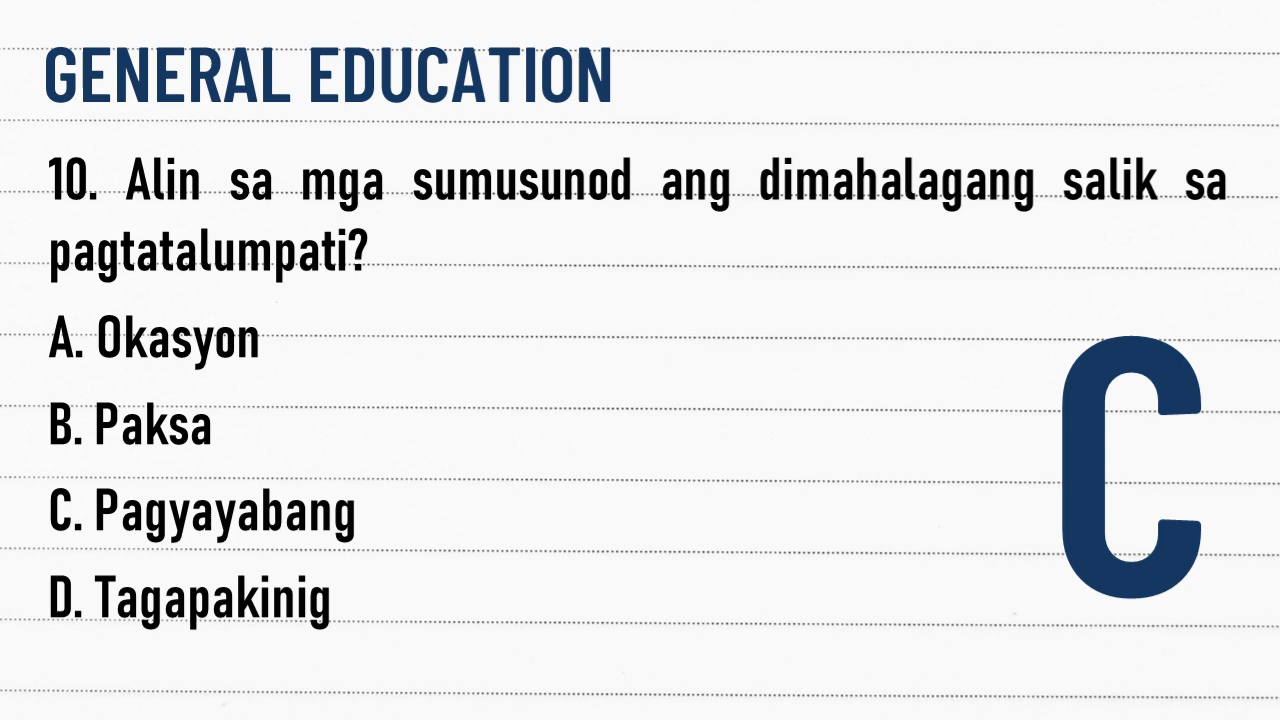 GENERAL EDUCATION
10. Alin sa mga sumusunod ang dimahalagang salik sa
pagtatalumpati?
A. Okasyon
B. Paksa
C. Pagyayabang
D. Tagapakinig
C